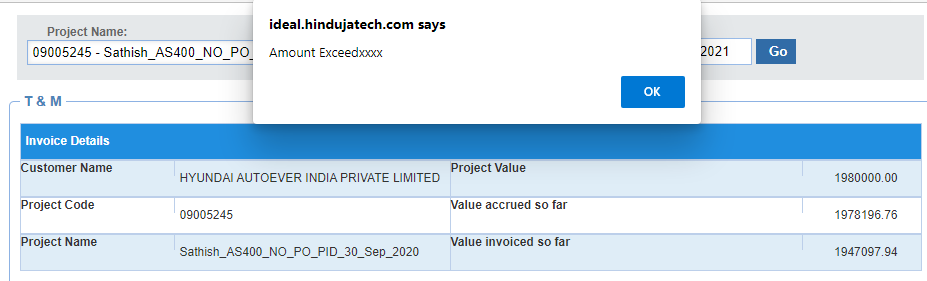 ideal.hindujatech.com says
Amount Exceedxxxx
OK
Project Name:
09005245 - Sathish_AS400_NO_PO_
2021
Go
T & M
Invoice Details
Customer Name HYUNDAI AUTOEVER INDIA PRIVATE LIMITED Project Value 1980000.00
Project Code 09005245 Value accrued so far 1978196.76
Project Name Sathish_AS400_NO_PO_PID_30_Sep_2020 Value invoiced so far 1947097.94